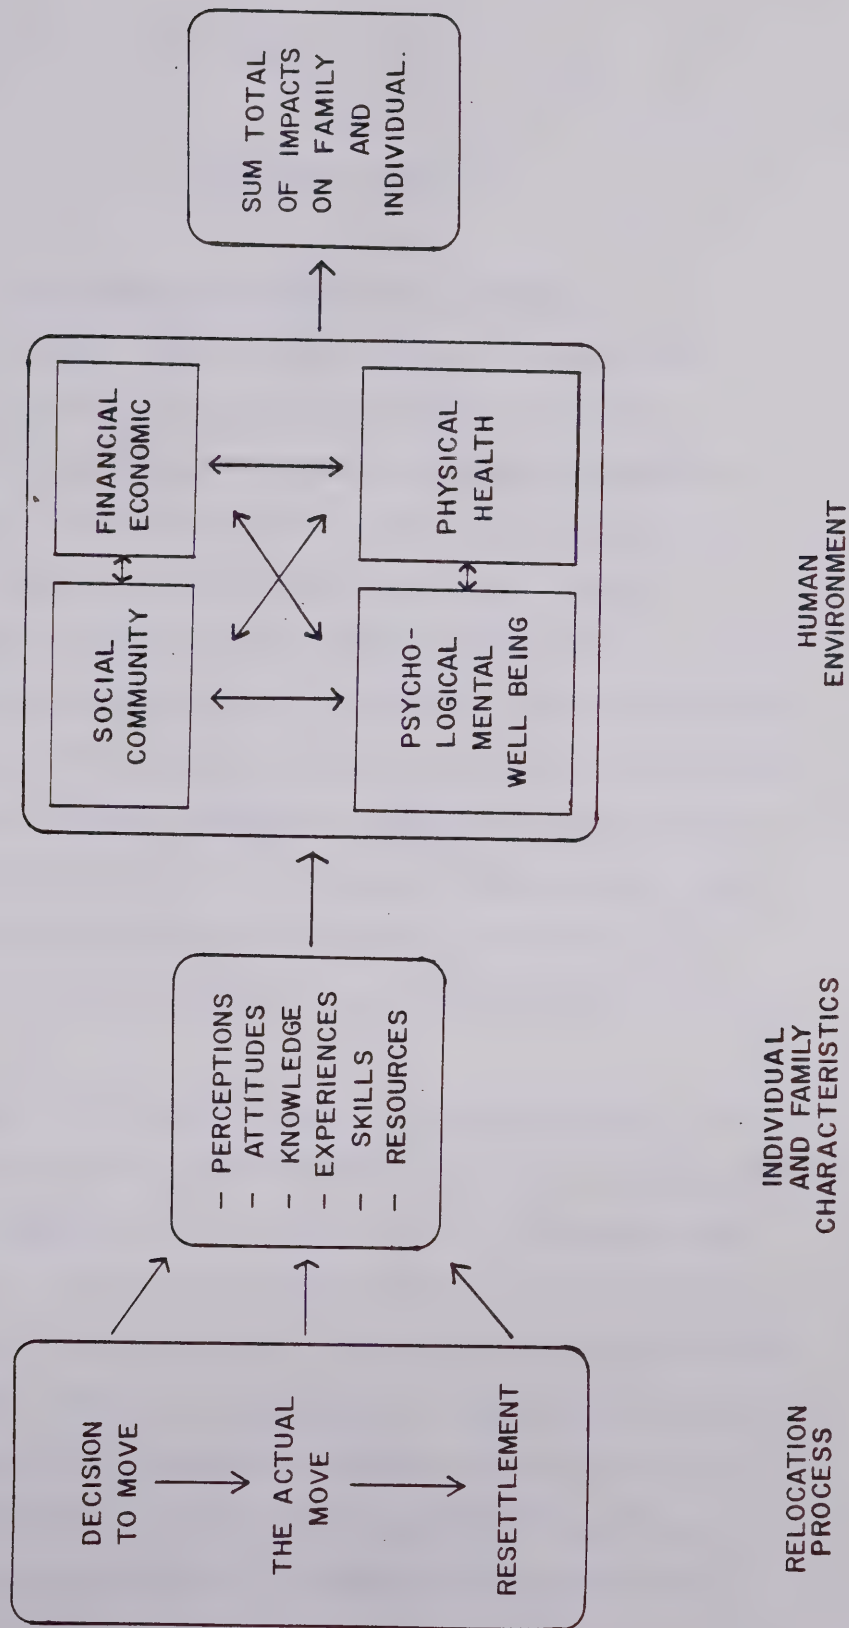 DECISION
TO MOVE
THE ACTUAL
MOVE
RESETTLEMENT
RELOCATION
PROCESS
– PERCEPTIONS
– ATTITUDES
– KNOWLEDGE
– EXPERIENCES
– SKILLS
– RESOURCES
INDIVIDUAL
AND FAMILY
CHARACTERISTICS
SOCIAL
COMMUNITY
FINANCIAL
ECONOMIC
PSYCHO–
LOGICAL
MENTAL
WELL BEING
PHYSICAL
HEALTH
HUMAN
ENVIRONMENT
SUM TOTAL
OF IMPACTS
ON FAMILY
AND
INDIVIDUAL.